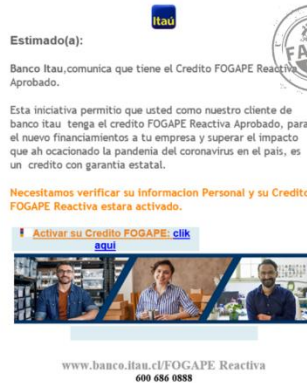 Itaú
Estimado(a):
FA
Banco Itau,comunica que tiene el Credito FOGAPE Reactiva
Aprobado.
Esta iniciativa permitio que usted como nuestro cliente de
banco itau tenga el credito FOGAPE Reactiva Aprobado, para
el nuevo financiamientos a tu empresa y superar el impacto
que ah ocacionado la pandenia del coronavirus en el pais, es
un credito con garantia estatal.
Necesitamos verificar su informacion Personal y su Credito
FOGAPE Reactiva estara activado.
Activar su Credito FOGAPE: clik
aqui
www.banco.itau.cl/FOGAPE Reactiva
600 686 0888